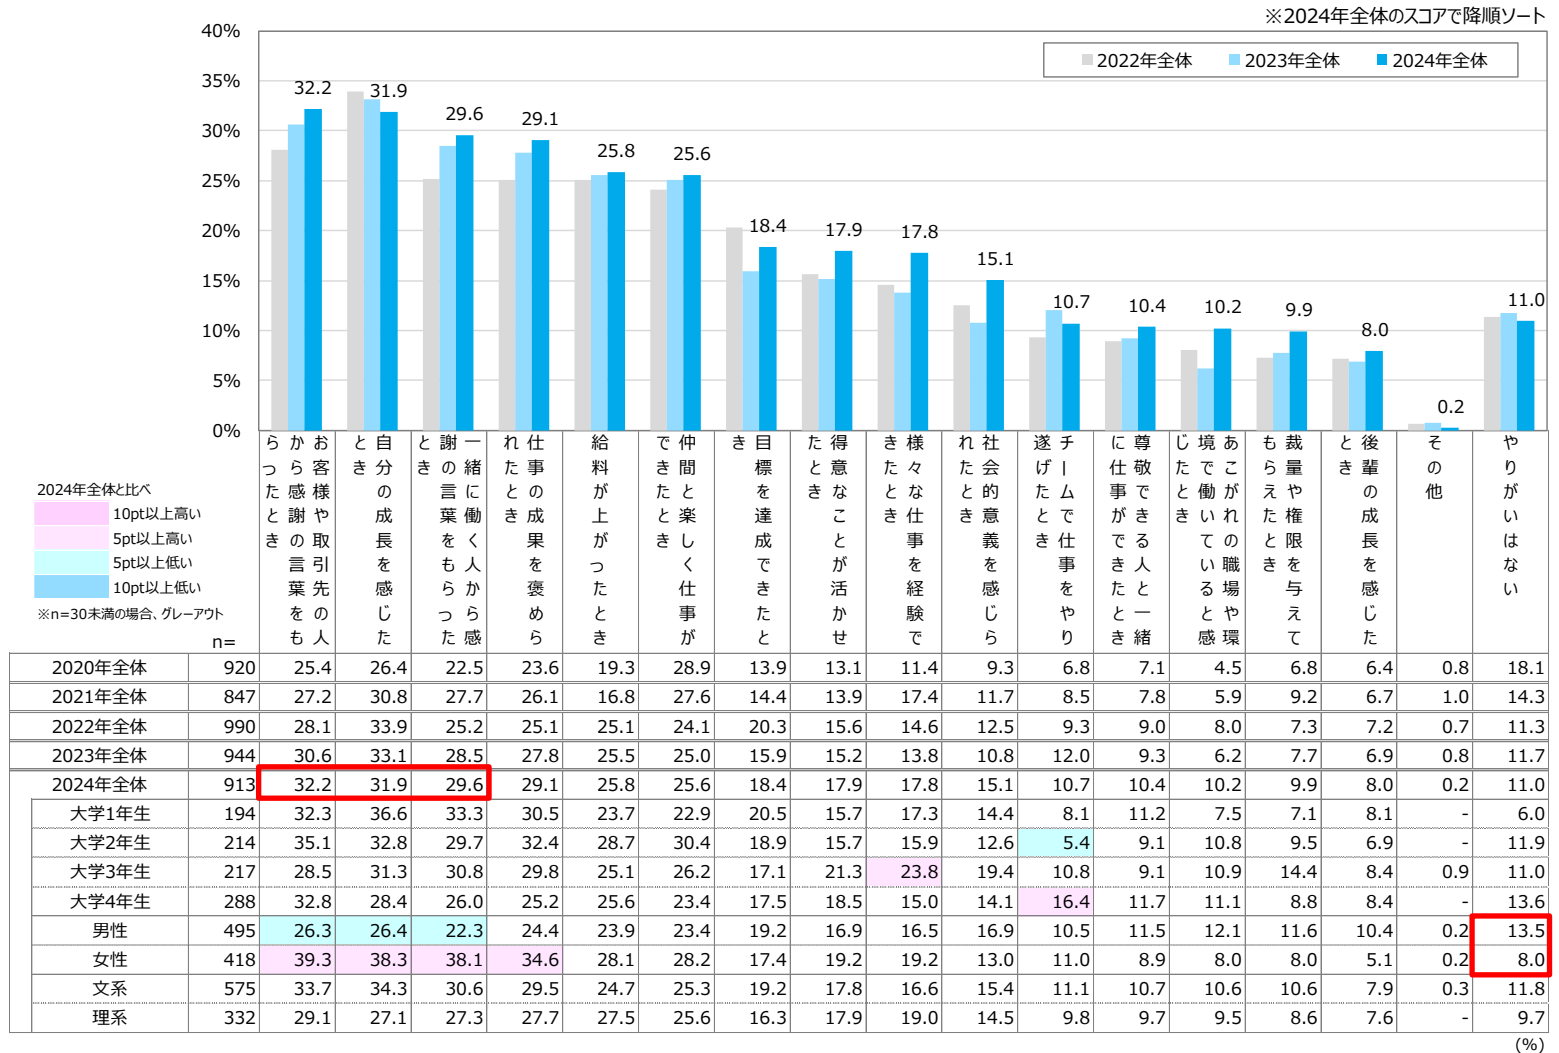 ※2024年全体のスコアで降順ソート
2022年全体 2023年全体 2024年全体
40%
35%
30%
25%
20%
15%
10%
5%
0%
32.2
31.9
29.6
29.1
25.8
25.6
18.4
17.9
17.8
15.1
10.7
10.4
10.2
9.9
8.0
0.2
11.0
お客様や取引先の人
から感謝の言葉をも
らったとき
自分の成長を感じた
とき
一緒に働く人から感
謝の言葉をもらった
とき
仕事の成果を褒めら
れたとき
給料が上がったとき
仲間と楽しく仕事が
できたとき
目標を達成できたと
き
得意なことが活かせ
たとき
様々な仕事を経験で
きたとき
社会的意義を感じら
れたとき
チームで仕事をやり
遂げたとき
尊敬できる人と一緒
に仕事ができたとき
あこがれの職場や環
境で働いていると感
じたとき
裁量や権限を与えて
もらえたとき
後輩の成長を感じた
とき
その他
やりがいはない
2024年全体と比べ
10pt以上高い
5pt以上高い
5pt以上低い
10pt以上低い
※n=30未満の場合、グレーアウト
n=
2020年全体 920 25.4 26.4 22.5 23.6 19.3 28.9 13.9 13.1 11.4 9.3 6.8 7.1 4.5 6.8 6.4 0.8 18.1
2021年全体 847 27.2 30.8 27.7 26.1 16.8 27.6 14.4 13.9 17.4 11.7 8.5 7.8 5.9 9.2 6.7 1.0 14.3
2022年全体 990 28.1 33.9 25.2 25.1 25.1 24.1 20.3 15.6 14.6 12.5 9.3 9.0 8.0 7.3 7.2 0.7 11.3
2023年全体 944 30.6 33.1 28.5 27.8 25.5 25.0 15.9 15.2 13.8 10.8 12.0 9.3 6.2 7.7 6.9 0.8 11.7
2024年全体 913 32.2 31.9 29.6 29.1 25.8 25.6 18.4 17.9 17.8 15.1 10.7 10.4 10.2 9.9 8.0 0.2 11.0
大学1年生 194 32.3 36.6 33.3 30.5 23.7 22.9 20.5 15.7 17.3 14.4 8.1 11.2 7.5 7.1 8.1 - 6.0
大学2年生 214 35.1 32.8 29.7 32.4 28.7 30.4 18.9 15.7 15.9 12.6 5.4 9.1 10.8 9.5 6.9 - 11.9
大学3年生 217 28.5 31.3 30.8 29.8 25.1 26.2 17.1 21.3 23.8 19.4 10.8 9.1 10.9 14.4 8.4 0.9 11.0
大学4年生 288 32.8 28.4 26.0 25.2 25.6 23.4 17.5 18.5 15.0 14.1 16.4 11.7 11.1 8.8 8.4 - 13.6
男性 495 26.3 26.4 22.3 24.4 23.9 23.4 19.2 16.9 16.5 16.9 10.5 11.5 12.1 11.6 10.4 0.2 13.5
女性 418 39.3 38.3 38.1 34.6 28.1 28.2 17.4 19.2 19.2 13.0 11.0 8.9 8.0 8.0 5.1 0.2 8.0
文系 575 33.7 34.3 30.6 29.5 24.7 25.3 19.2 17.8 16.6 15.4 11.1 10.7 10.6 10.6 7.9 0.3 11.8
理系 332 29.1 27.1 27.3 27.7 27.5 25.6 16.3 17.9 19.0 14.5 9.8 9.7 9.5 8.6 7.6 - 9.7
(%)